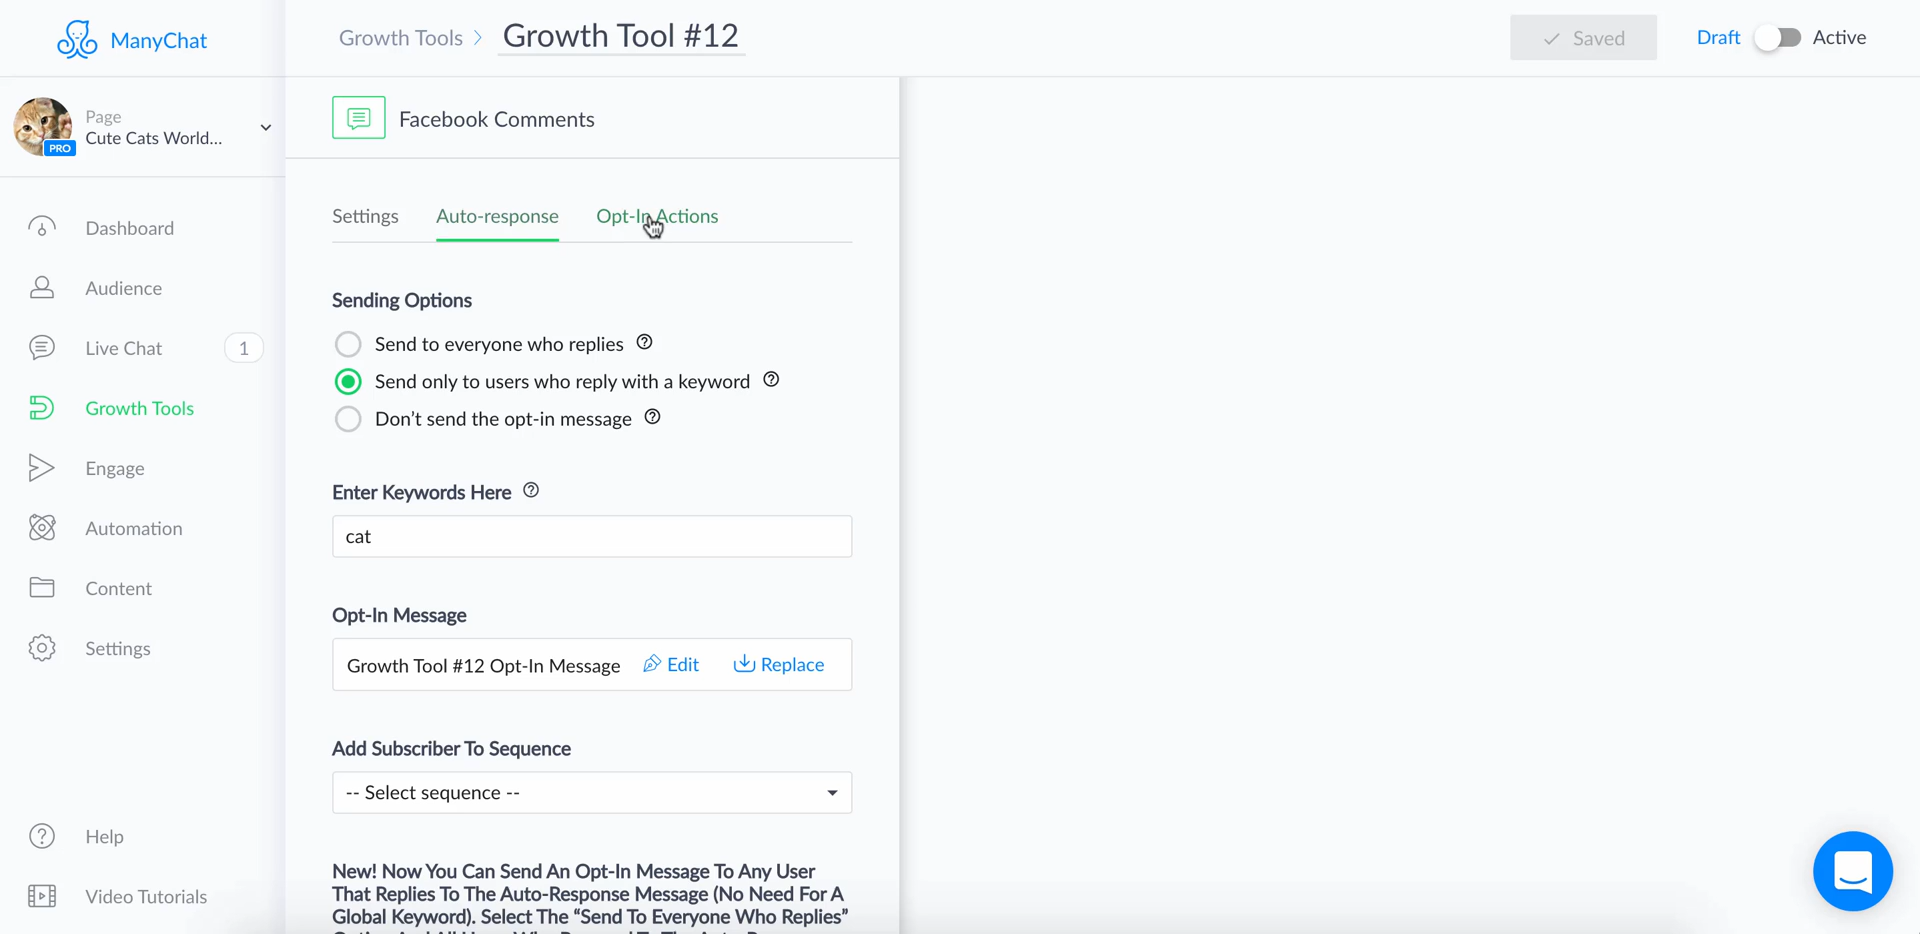 ManyChat
Growth Tools
Growth Tool #12
Saved
Draft
Active
Page
Cute Cats World...
PRO
Facebook Comments
Settings
Auto-response
Opt-In Actions
Dashboard
Audience
Live Chat
1
Growth Tools
Engage
Automation
Content
Settings
Help
Video Tutorials
Sending Options
Send to everyone who replies
Send only to users who reply with a keyword
Don't send the opt-in message
Enter Keywords Here
cat
Opt-In Message
Growth Tool #12 Opt-In Message
Edit
Replace
Add Subscriber To Sequence
-- Select sequence --
New! Now You Can Send An Opt-In Message To Any User
That Replies To The Auto-Response Message (No Need For A
Global Keyword). Select The “Send To Everyone Who Replies”